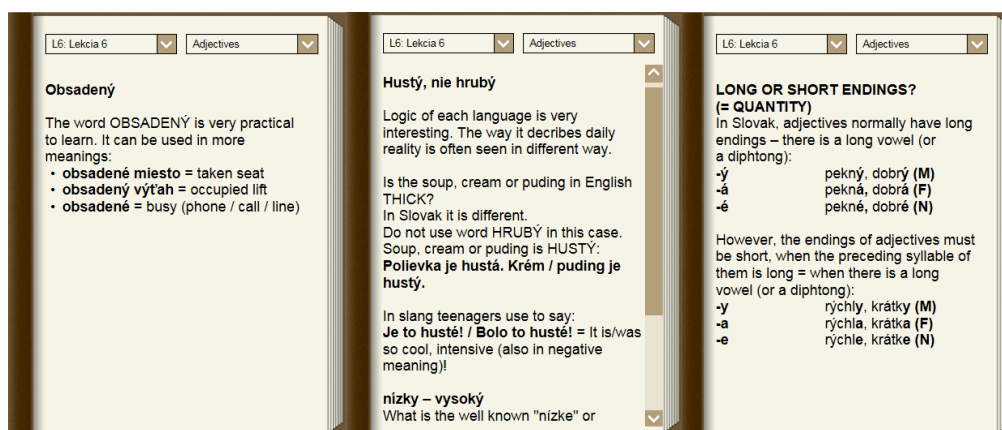 L6: Lekcia 6 Adjectives
Obsadený
The word OBSADENÝ is very practical
to learn. It can be used in more
meanings:
• obsadené miesto = taken seat
• obsadený výťah = occupied lift
• obsadené = busy (phone / call / line)
L6: Lekcia 6 Adjectives
Hustý, nie hrubý
Logic of each language is very
interesting. The way it decribes daily
reality is often seen in different way.
Is the soup, cream or puding in English
THICK?
In Slovak it is different.
Do not use word HRUBÝ in this case.
Soup, cream or puding is HUSTÝ:
Polievka je hustá. Krém / puding je
hustý.
In slang teenagers use to say:
Je to husté! / Bolo to husté! = It is/was
so cool, intensive (also in negative
meaning)!
nízky – vysoký
What is the well known "nízke" or
L6: Lekcia 6 Adjectives
LONG OR SHORT ENDINGS?
(= QUANTITY)
In Slovak, adjectives normally have long
endings – there is a long vowel (or
a diphtong):
-ý pekný, dobrý (M)
-á pekná, dobrá (F)
-é pekné, dobré (N)
However, the endings of adjectives must
be short, when the preceding syllable of
them is long = when there is a long
vowel (or a diphtong):
-y rýchly, krátky (M)
-a rýchla, krátka (F)
-e rýchle, krátke (N)